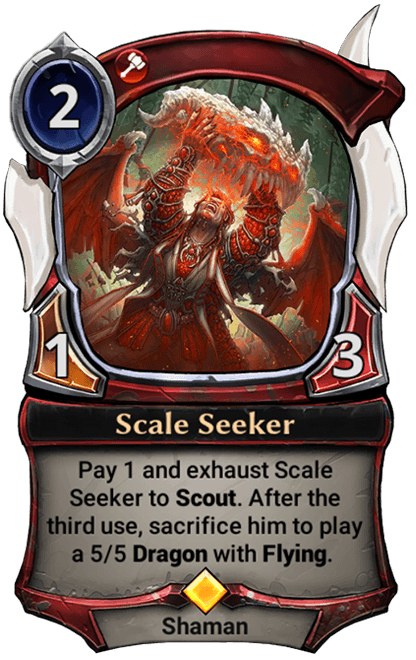 2
1
3
Scale Seeker
Pay 1 and exhaust Scale
Seeker to Scout. After the
third use, sacrifice him to play
a 5/5 Dragon with Flying.
Shaman